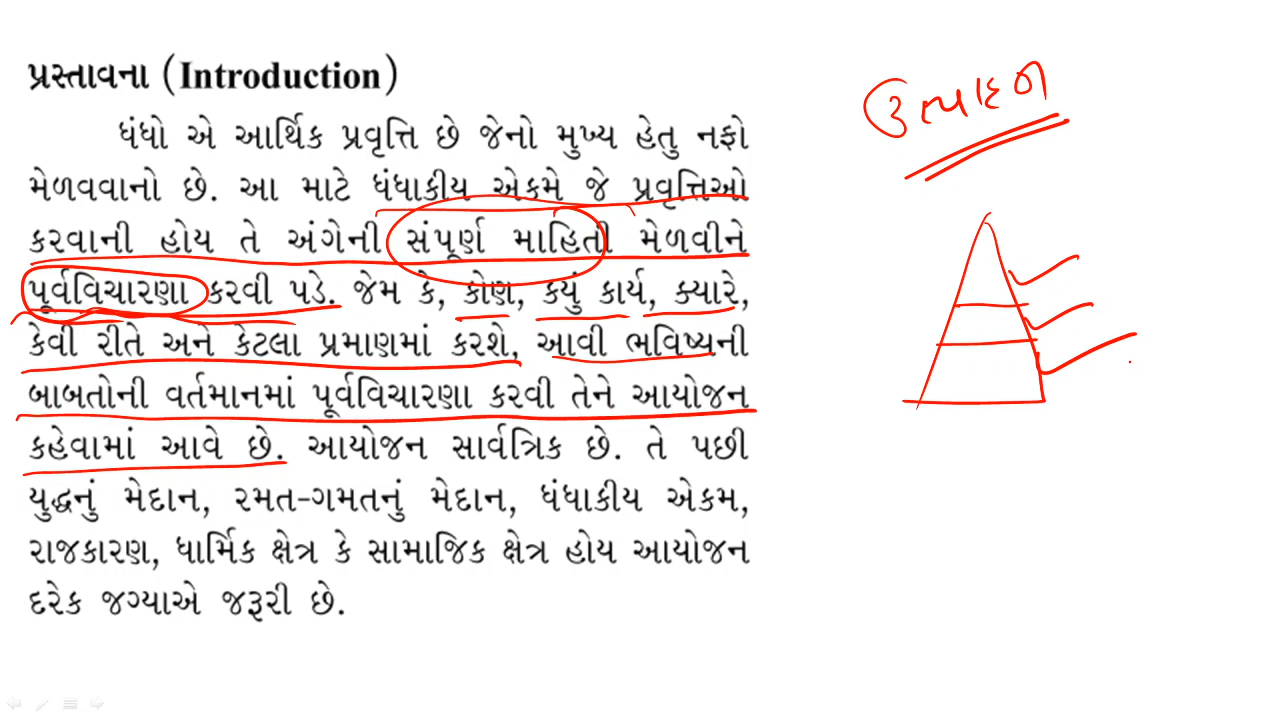 પ્રસ્તાવના (Introduction)
ધંધો એ આર્થિક પ્રવૃત્તિ છે જેનો મુખ્ય હેતુ નફો
મેળવવાનો છે. આ માટે ધંધાકીય એકમે જે પ્રવૃત્તિઓ
કરવાની હોય તે અંગેની સંપૂર્ણ માહિતી મેળવીને
પૂર્વવિચારણા કરવી પડે. જેમ કે, કોણ, કયું કાર્ય, ક્યારે,
કેવી રીતે અને કેટલા પ્રમાણમાં કરશે, આવી ભવિષ્યની
બાબતોની વર્તમાનમાં પૂર્વવિચારણા કરવી તેને આયોજન
કહેવામાં આવે છે. આયોજન સાર્વત્રિક છે. તે પછી
યુદ્ધનું મેદાન, રમત-ગમતનું મેદાન, ધંધાકીય એકમ,
રાજકારણ, ધાર્મિક ક્ષેત્ર કે સામાજિક ક્ષેત્ર હોય આયોજન
દરેક જગ્યાએ જરૂરી છે.
ઉત્પાદન